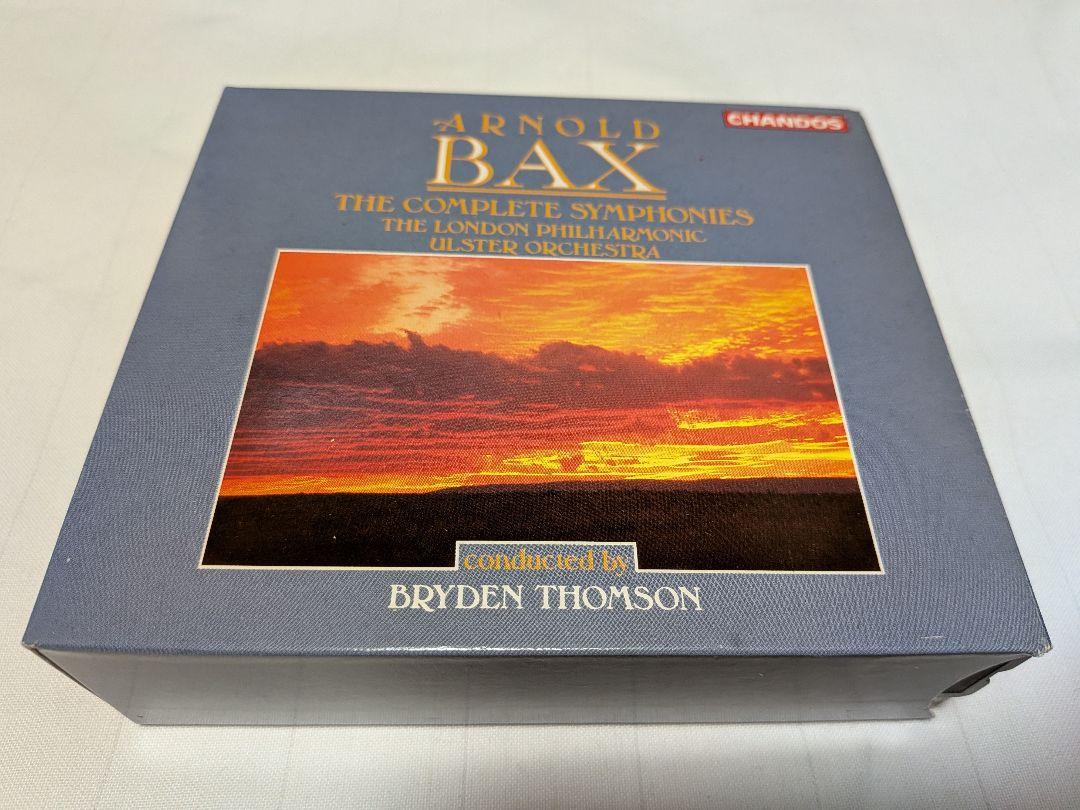 CHANDOS
ARNOLD
BAX
THE COMPLETE SYMPHONIES
THE LONDON PHILHARMONIC
ULSTER ORCHESTRA
conducted by
BRYDEN THOMSON